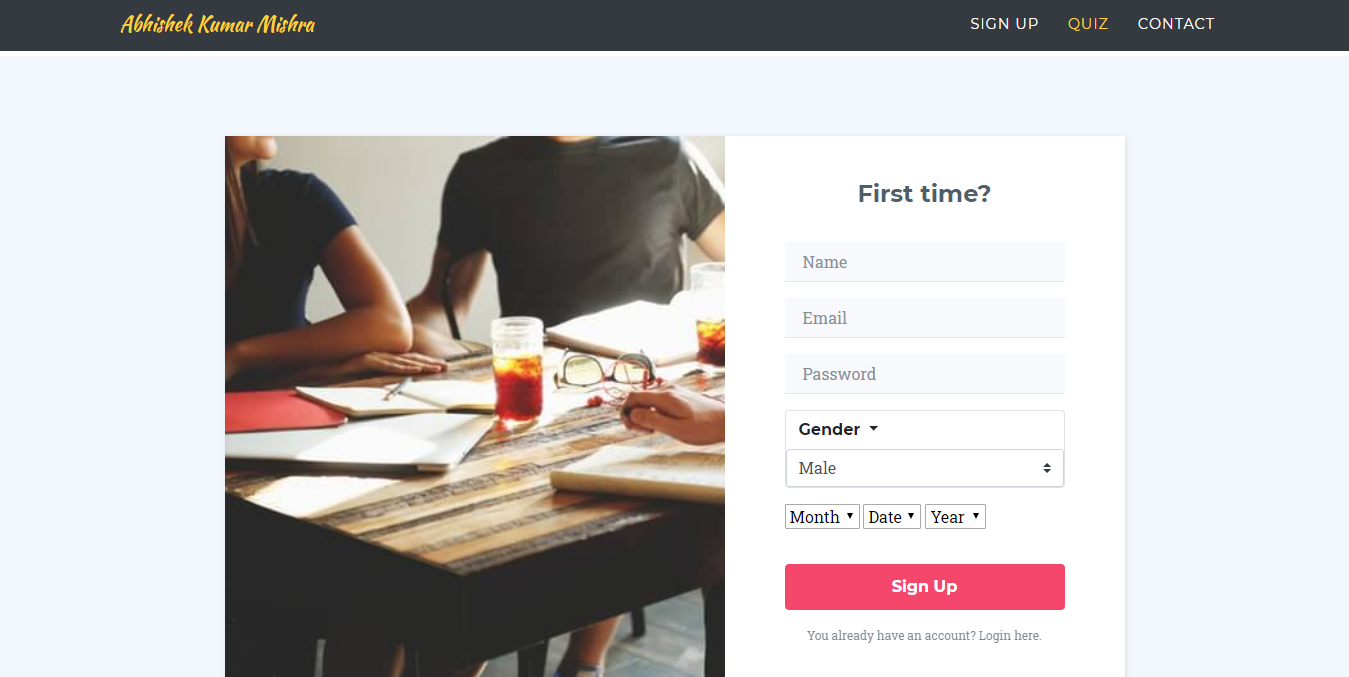 Abhishek Kumar Mishra SIGN UP QUIZ CONTACT
First time?
Name
Email
Password
Gender
Male
Month Date Year
Sign Up
You already have an account? Login here.